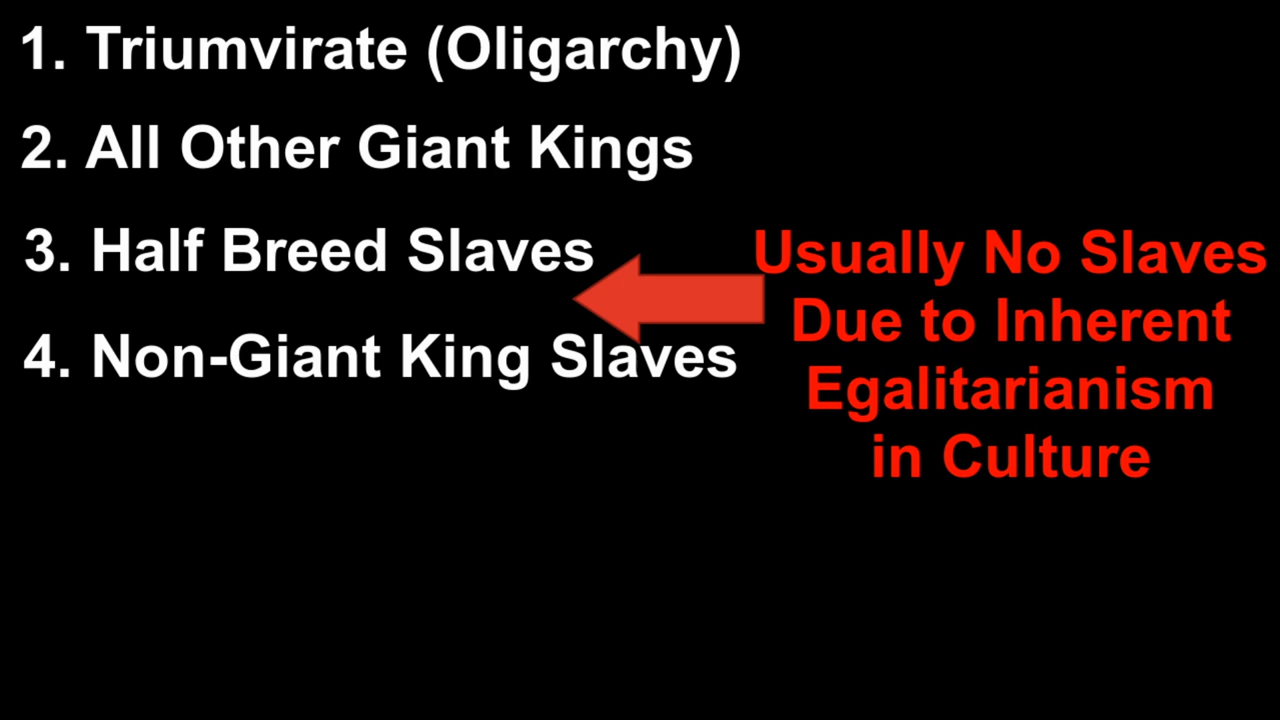 1. Triumvirate (Oligarchy)
2. All Other Giant Kings
3. Half Breed Slaves
4. Non-Giant King Slaves
Usually No Slaves
Due to Inherent
Egalitarianism
in Culture